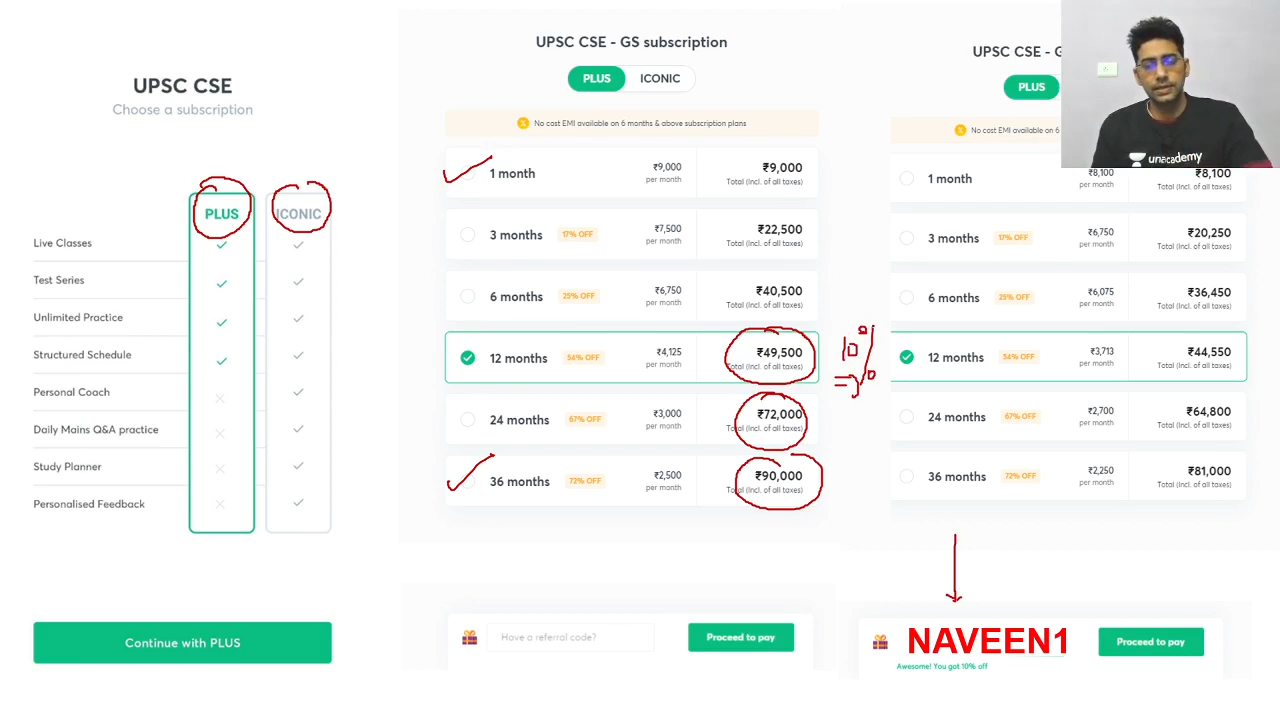 UPSC CSE
Choose a subscription
PLUS
ICONIC
Live Classes
Test Series
Unlimited Practice
Structured Schedule
Personal Coach
Daily Mains Q&A practice
Study Planner
Personalised Feedback
Continue with PLUS
UPSC CSE - GS subscription
PLUS
ICONIC
No cost EMI available on 6 months & above subscription plans
1 month
₹9,000
per month
₹9,000
Total (Incl. of all taxes)
3 months
17% OFF
₹7,500
per month
₹22,500
Total (Incl. of all taxes)
6 months
25% OFF
₹6,750
per month
₹40,500
Total (Incl. of all taxes)
12 months
54% OFF
₹4,125
per month
₹49,500
Total (Incl. of all taxes)
24 months
67% OFF
₹3,000
per month
₹72,000
Total (Incl. of all taxes)
36 months
72% OFF
₹2,500
per month
₹90,000
Total (Incl. of all taxes)
Have a referral code?
Proceed to pay
10%
UPSC CSE - G
PLUS
No cost EMI available on 6
unacademy
1 month
₹8,100
per month
₹8,100
Total (Incl. of all taxes)
3 months
17% OFF
₹6,750
per month
₹20,250
Total (Incl. of all taxes)
6 months
25% OFF
₹6,075
per month
₹36,450
Total (Incl. of all taxes)
12 months
54% OFF
₹3,713
per month
₹44,550
Total (Incl. of all taxes)
24 months
67% OFF
₹2,700
per month
₹64,800
Total (Incl. of all taxes)
36 months
72% OFF
₹2,250
per month
₹81,000
Total (Incl. of all taxes)
NAVEEN1
Awesome! You got 10% off
Proceed to pay